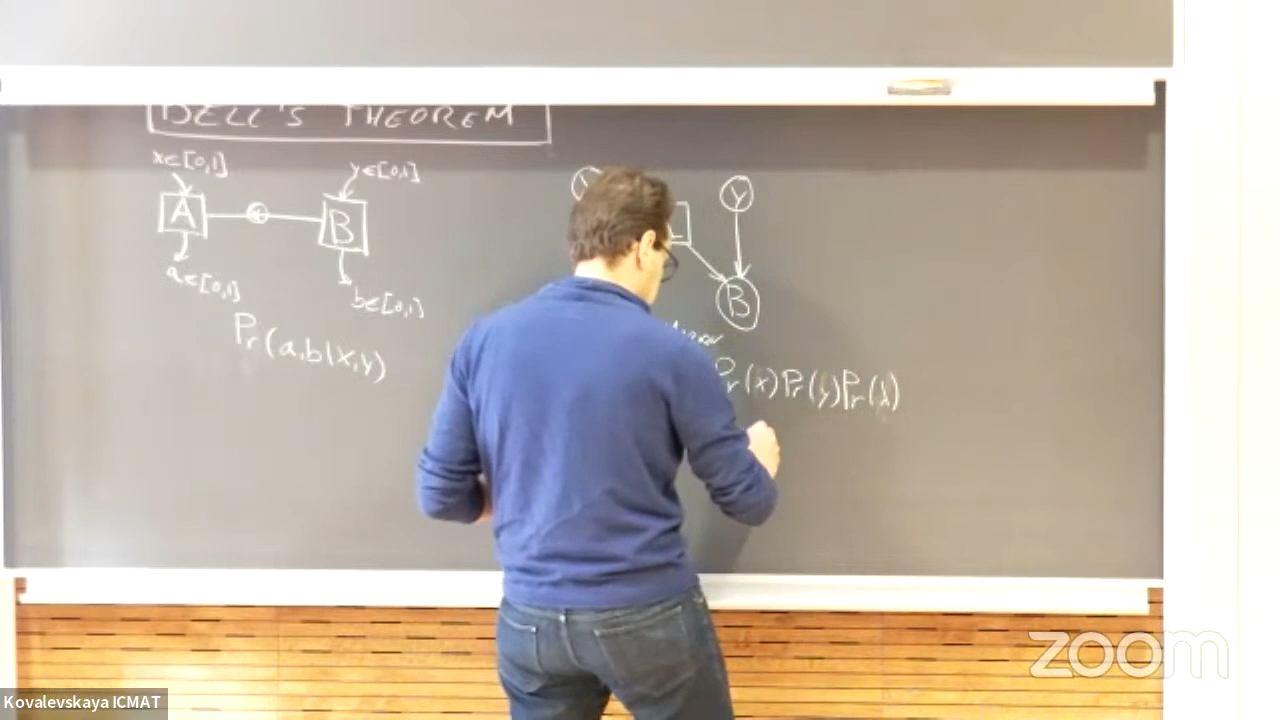 BELL'S THEOREM
x∈[0,1]
y∈[0,1]
A
B
a∈[0,1]
b∈[0,1]
Pr(a,b|x,y)
Y
B
Pr(x)Pr(y)Pr(λ)
zoom
Kovalevskaya ICMAT